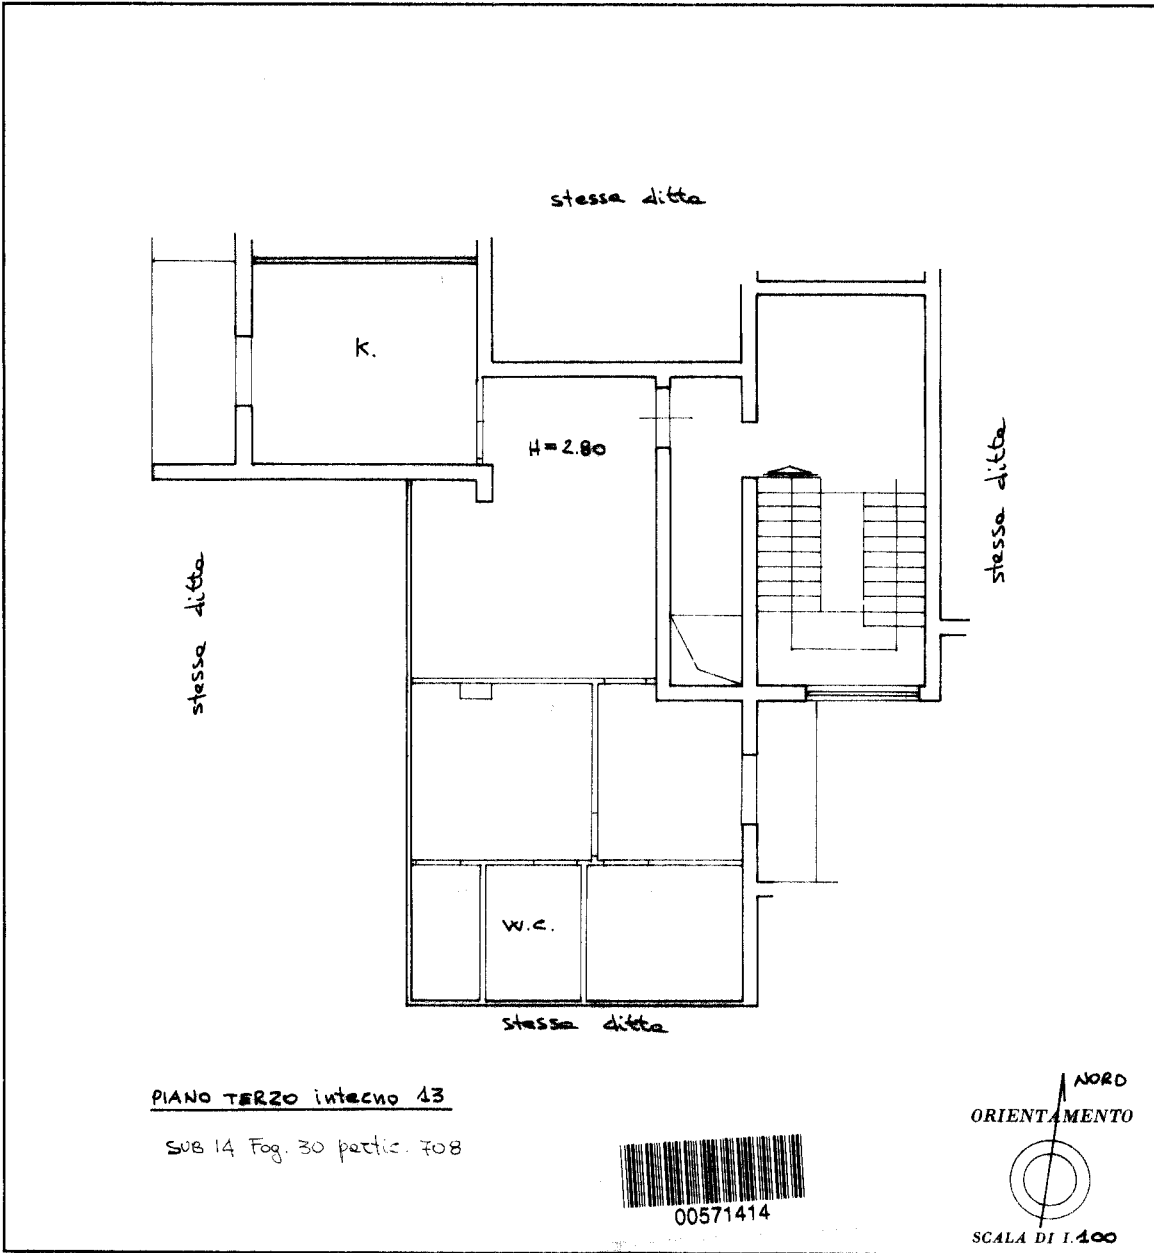 stessa ditta
K.
H=2.80
stessa ditta
stessa ditta
W.C.
stessa ditta
PIANO TERZO interno 13
SUB 14 Fog. 30 partic. 708
NORD
ORIENTAMENTO
00571414
SCALA DI 1.100